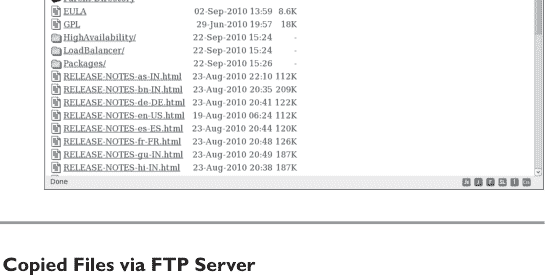 Parent Directory
EULA 02-Sep-2010 13:59 8.6K
GPL 29-Jun-2010 19:57 18K
HighAvailability/ 22-Sep-2010 15:24 -
LoadBalancer/ 22-Sep-2010 15:24 -
Packages/ 22-Sep-2010 15:26 -
RELEASE-NOTES-as-IN.html 23-Aug-2010 22:10 112K
RELEASE-NOTES-bn-IN.html 23-Aug-2010 20:35 209K
RELEASE-NOTES-de-DE.html 23-Aug-2010 20:41 122K
RELEASE-NOTES-en-US.html 19-Aug-2010 06:24 112K
RELEASE-NOTES-es-ES.html 23-Aug-2010 20:44 120K
RELEASE-NOTES-fr-FR.html 23-Aug-2010 20:48 126K
RELEASE-NOTES-gu-IN.html 23-Aug-2010 20:49 187K
RELEASE-NOTES-hi-IN.html 23-Aug-2010 20:38 187K
Done
Copied Files via FTP Server